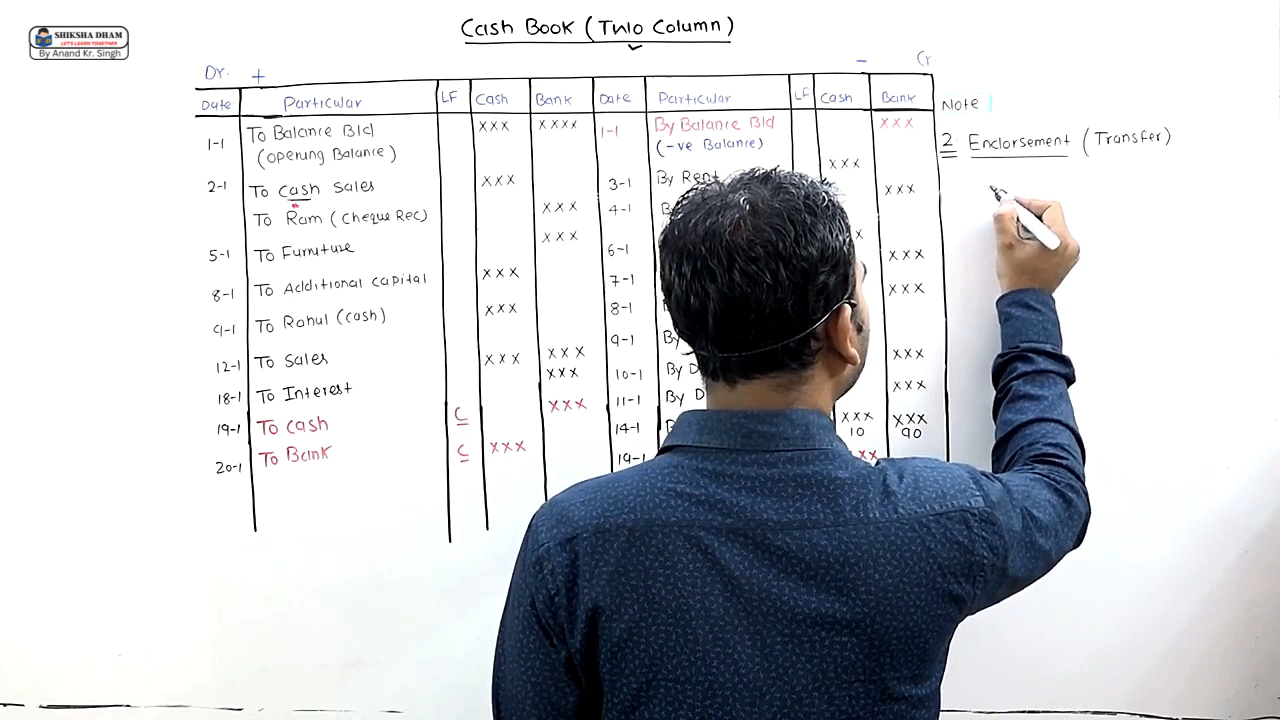 SHIKSHA DHAM
LET'S LEARN TOGETHER
By Anand Kr. Singh
Cash Book (Two Column)
Dr. + - Cr
Date Particular LF Cash Bank Date Particular LF Cash Bank
1-1 To Balance B/d xxx xxxx 1-1 By Balance B/d xxx
(opening Balance) (-ve Balance)
2-1 To cash Sales xxx 3-1 By Rent xxx
To Ram (Cheque Rec) xxx 4-1 xxx
5-1 To Furniture xxx 6-1 x
8-1 To Additional capital xxx 7-1 xxx
9-1 To Rahul (cash) xxx 8-1 xxx
12-1 To Sales xxx xxx 9-1 By
18-1 To Interest xxx 10-1 By D xxx
19-1 To cash C xxx 11-1 By D xxx
20-1 To Bank C xxx 14-1 xxx xxx
10 90
19-1 xx
Note
2. Endorsement (Transfer)